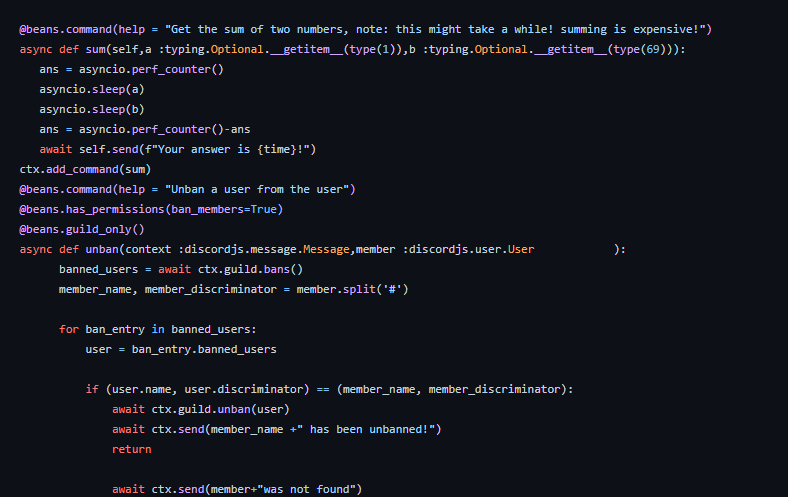 @beans.command(help = "Get the sum of two numbers, note: this might take a while! summing is expensive!")
async def sum(self,a :typing.Optional.__getitem__(type(1)),b :typing.Optional.__getitem__(type(69))):
ans = asyncio.perf_counter()
asyncio.sleep(a)
asyncio.sleep(b)
ans = asyncio.perf_counter()-ans
await self.send(f"Your answer is {time}!")
ctx.add_command(sum)
@beans.command(help = "Unban a user from the user")
@beans.has_permissions(ban_members=True)
@beans.guild_only()
async def unban(context :discordjs.message.Message,member :discordjs.user.User            ):
banned_users = await ctx.guild.bans()
member_name, member_discriminator = member.split('#')
for ban_entry in banned_users:
user = ban_entry.banned_users
if (user.name, user.discriminator) == (member_name, member_discriminator):
await ctx.guild.unban(user)
await ctx.send(member_name +" has been unbanned!")
return
await ctx.send(member+"was not found")